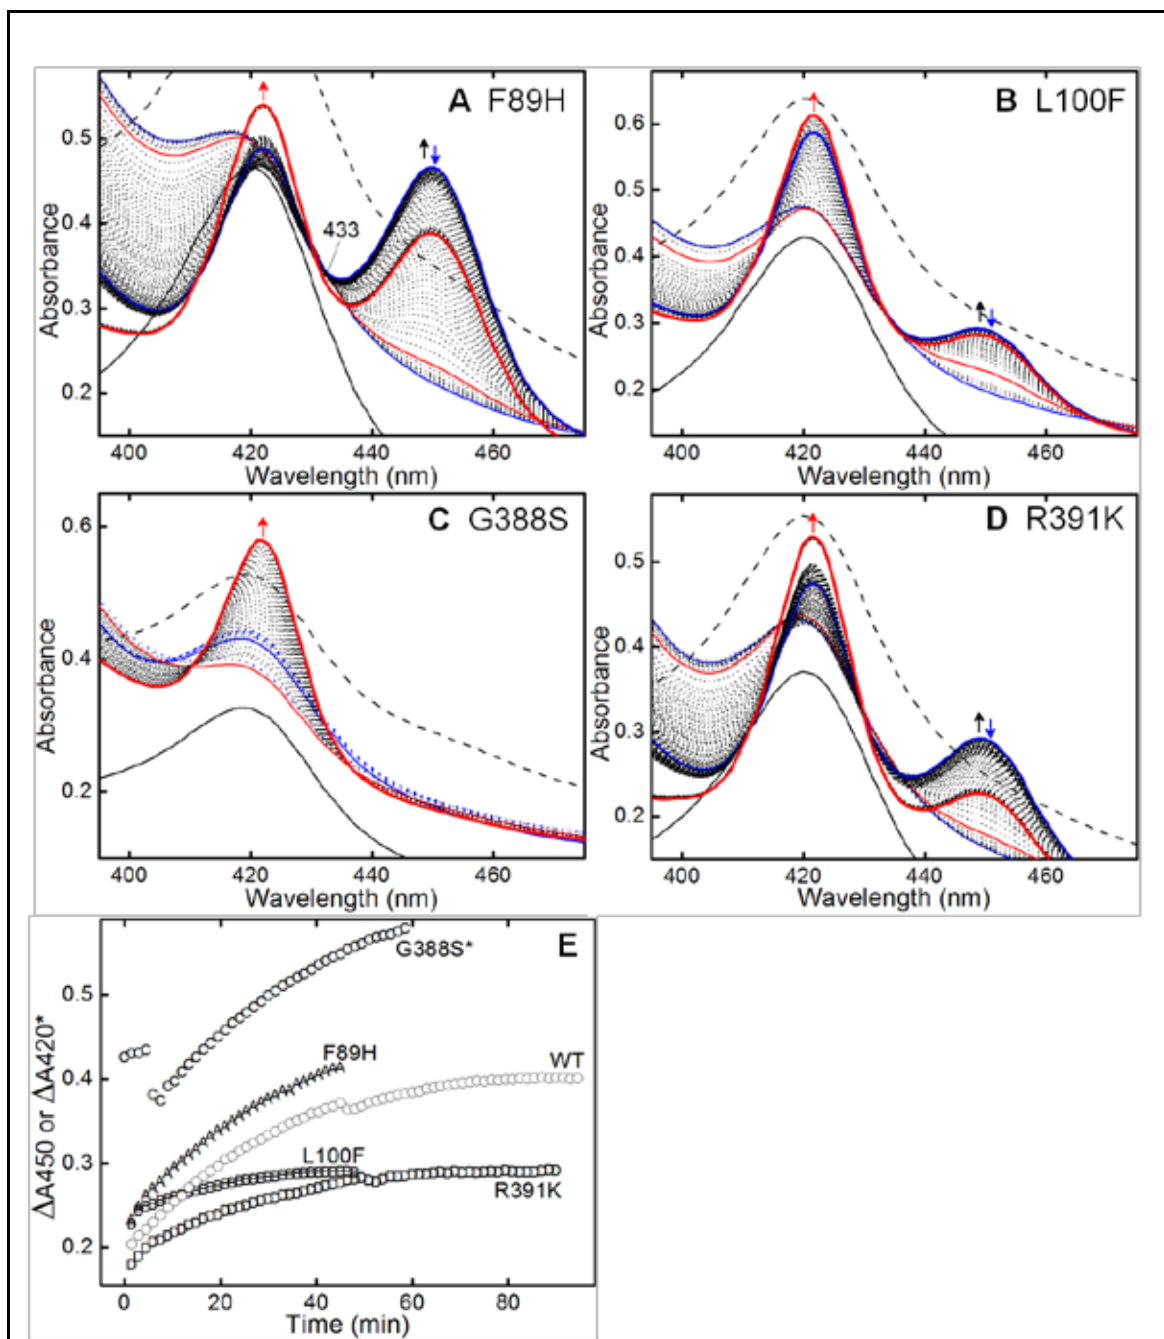 A F89H
433
0.5
0.4
0.3
0.2
Absorbance
400 420 440 460
Wavelength (nm)
B L100F
0.6
0.5
0.4
0.3
0.2
Absorbance
400 420 440 460
Wavelength (nm)
C G388S
0.6
0.4
0.2
Absorbance
400 420 440 460
Wavelength (nm)
D R391K
0.5
0.4
0.3
0.2
Absorbance
400 420 440 460
Wavelength (nm)
E
G388S*
F89H
WT
L100F
R391K
0.5
0.4
0.3
0.2
ΔA450 or ΔA420*
0 20 40 60 80
Time (min)